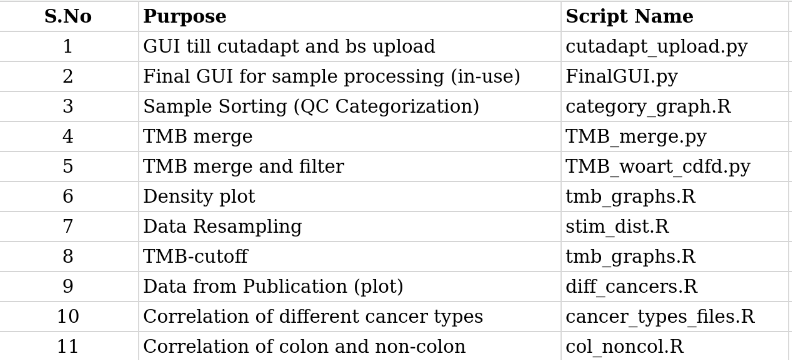 S.No Purpose Script Name
1 GUI till cutadapt and bs upload cutadapt_upload.py
2 Final GUI for sample processing (in-use) FinalGUI.py
3 Sample Sorting (QC Categorization) category_graph.R
4 TMB merge TMB_merge.py
5 TMB merge and filter TMB_woart_cdfd.py
6 Density plot tmb_graphs.R
7 Data Resampling stim_dist.R
8 TMB-cutoff tmb_graphs.R
9 Data from Publication (plot) diff_cancers.R
10 Correlation of different cancer types cancer_types_files.R
11 Correlation of colon and non-colon col_noncol.R